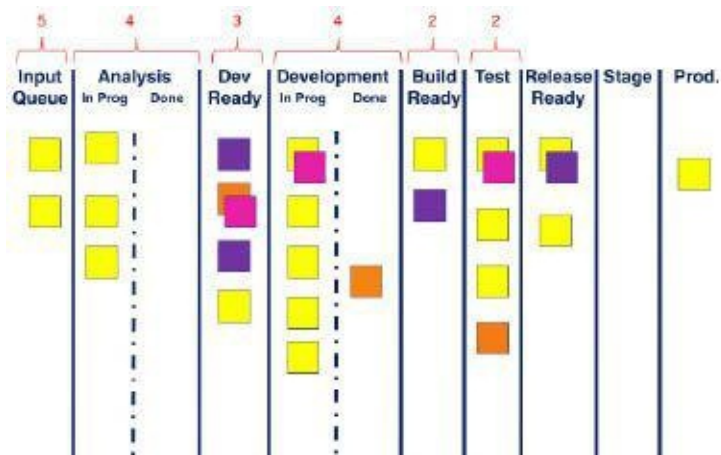 5 4 3 4 2 2
Input Analysis Dev Development Build Test Release Stage Prod.
Queue In Prog Done Ready In Prog Done Ready Ready